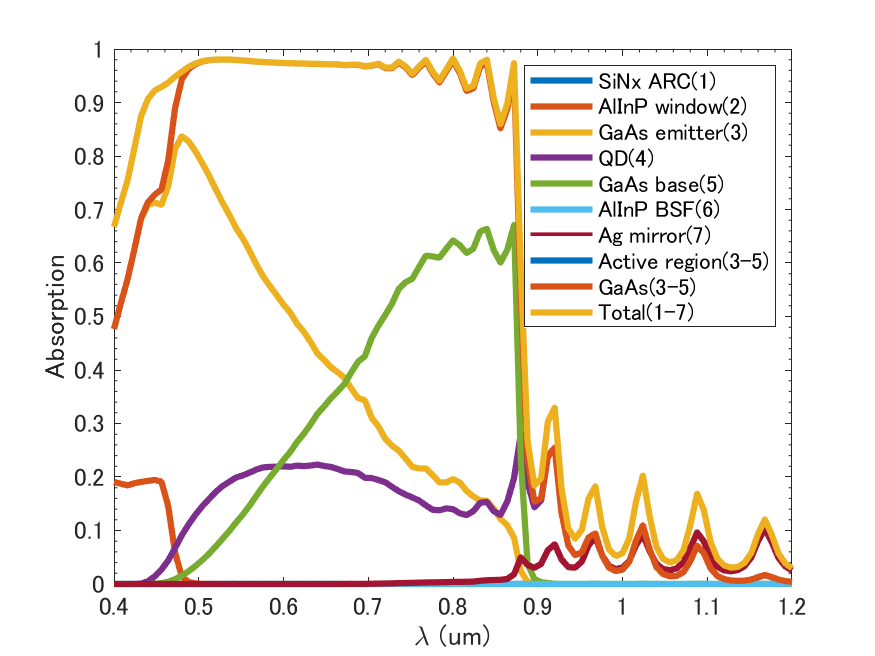 1
0.9
0.8
0.7
0.6
0.5
0.4
0.3
0.2
0.1
0
Absorption
SiNx ARC(1)
AlInP window(2)
GaAs emitter(3)
QD(4)
GaAs base(5)
AlInP BSF(6)
Ag mirror(7)
Active region(3-5)
GaAs(3-5)
Total(1-7)
0.4 0.5 0.6 0.7 0.8 0.9 1 1.1 1.2
λ (um)